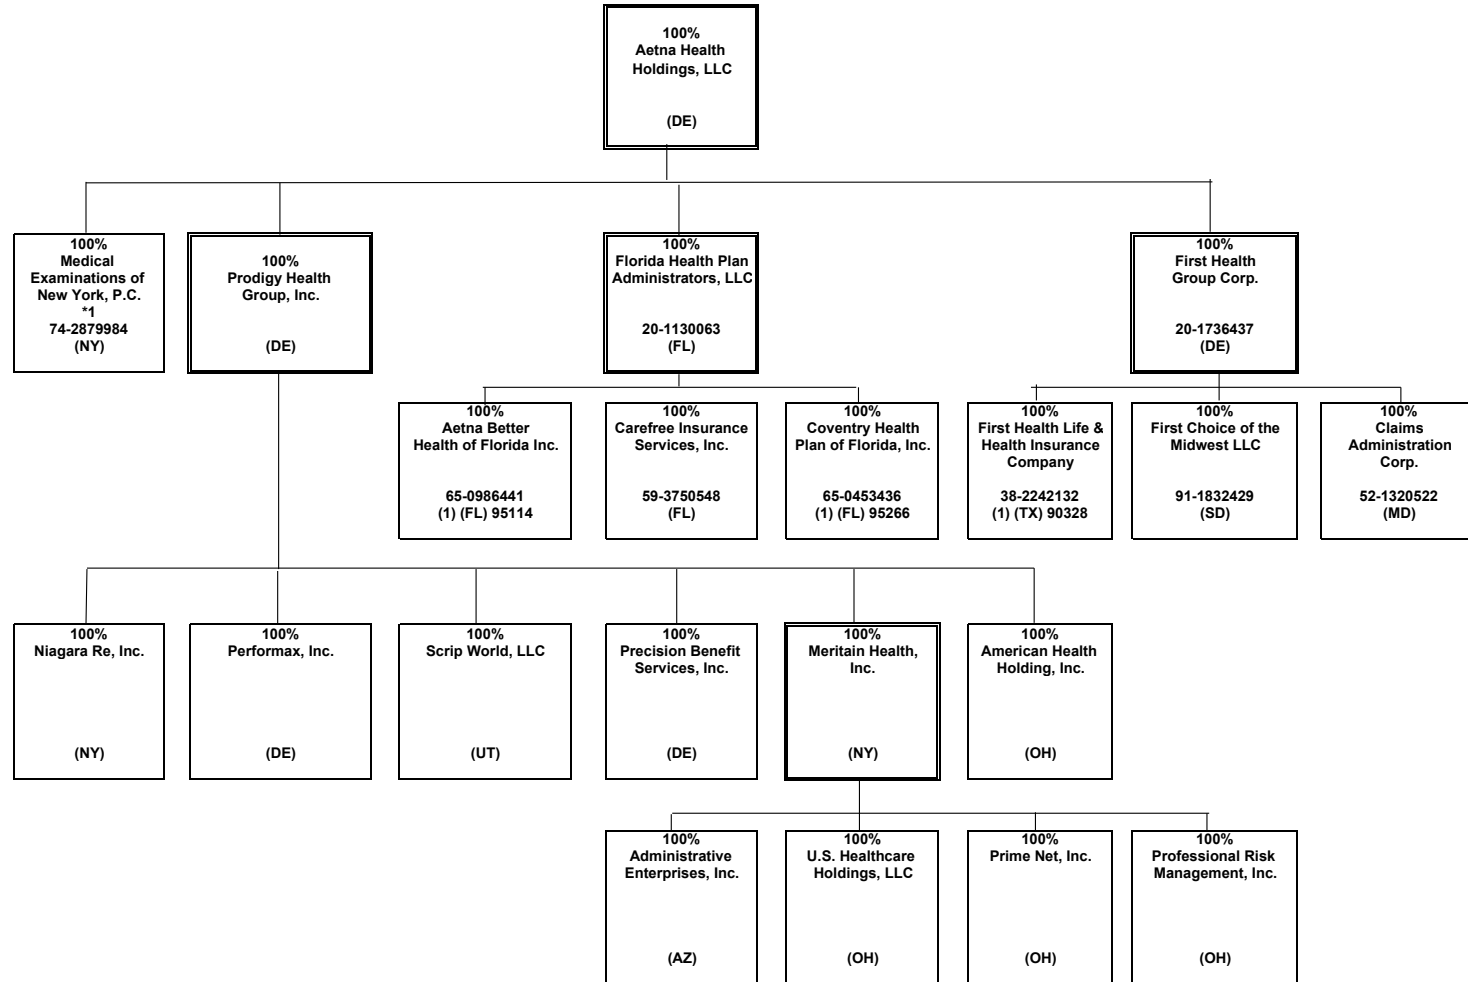 100%
Aetna Health
Holdings, LLC
(DE)
100%
Medical
Examinations of
New York, P.C.
*1
74-2879984
(NY)
100%
Prodigy Health
Group, Inc.
(DE)
100%
Florida Health Plan
Administrators, LLC
20-1130063
(FL)
100%
First Health
Group Corp.
20-1736437
(DE)
100%
Aetna Better
Health of Florida Inc.
65-0986441
(1) (FL) 95114
100%
Carefree Insurance
Services, Inc.
59-3750548
(FL)
100%
Coventry Health
Plan of Florida, Inc.
65-0453436
(1) (FL) 95266
100%
First Health Life &
Health Insurance
Company
38-2242132
(1) (TX) 90328
100%
First Choice of the
Midwest LLC
91-1832429
(SD)
100%
Claims
Administration
Corp.
52-1320522
(MD)
100%
Niagara Re, Inc.
(NY)
100%
Performax, Inc.
(DE)
100%
Scrip World, LLC
(UT)
100%
Precision Benefit
Services, Inc.
(DE)
100%
Meritain Health,
Inc.
(NY)
100%
American Health
Holding, Inc.
(OH)
100%
Administrative
Enterprises, Inc.
(AZ)
100%
U.S. Healthcare
Holdings, LLC
(OH)
100%
Prime Net, Inc.
(OH)
100%
Professional Risk
Management, Inc.
(OH)